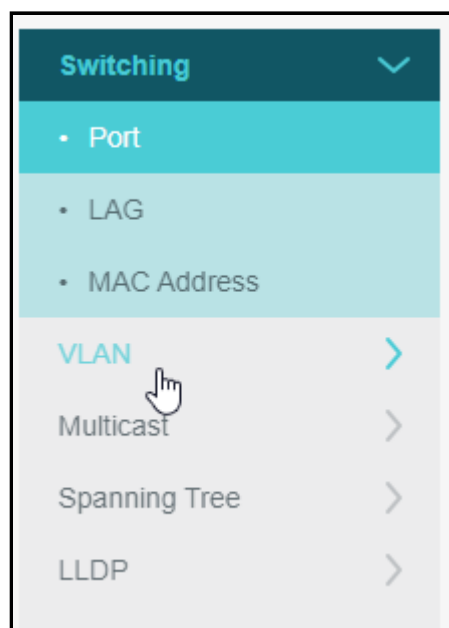 Switching
• Port
• LAG
• MAC Address
VLAN
Multicast
Spanning Tree
LLDP